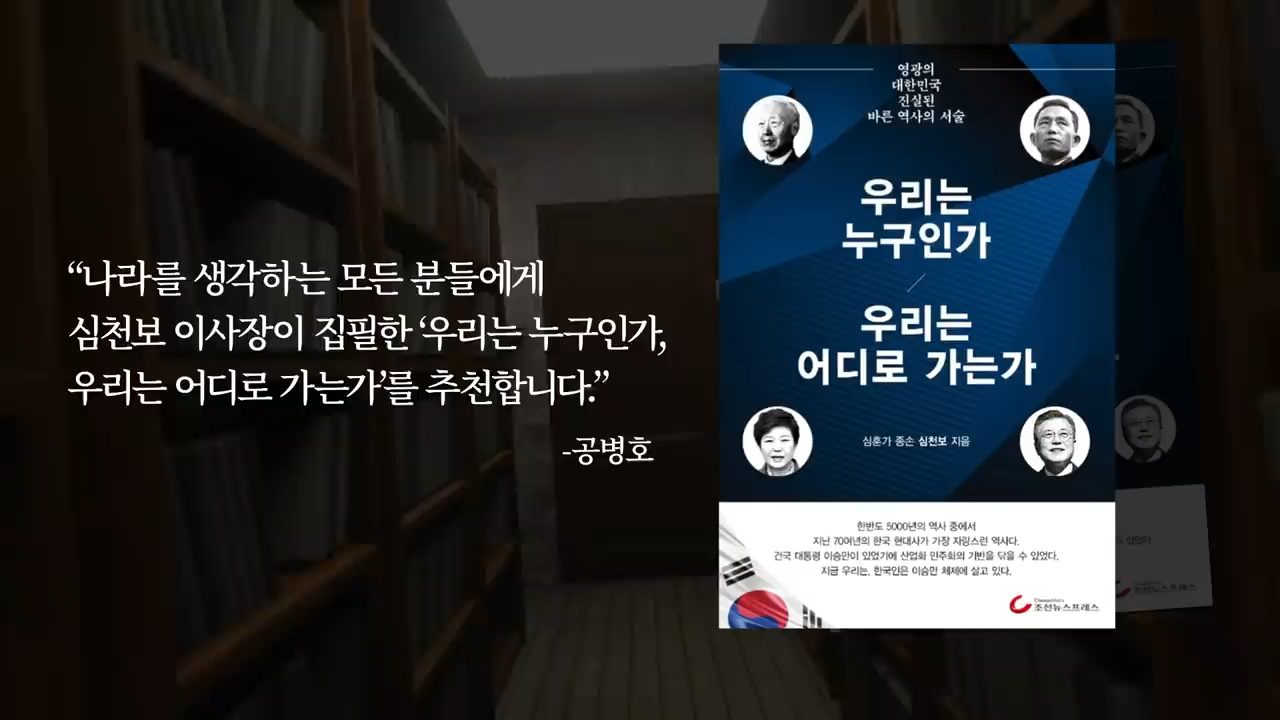 “나라를 생각하는 모든 분들에게
심천보 이사장이 집필한 ‘우리는 누구인가,
우리는 어디로 가는가’를 추천합니다.”
-공병호
영광의
대한민국
진실된
바른 역사의 서술
우리는
누구인가
우리는
어디로 가는가
심훈가 종손 심천보 지음
한반도 5000년의 역사 중에서
지난 70여년의 한국 현대사가 가장 자랑스런 역사다.
건국 대통령 이승만이 있었기에 산업화 민주화의 기반을 닦을 수 있었다.
지금 우리는, 한국인은 이승만 체제에 살고 있다.
조선뉴스프레스